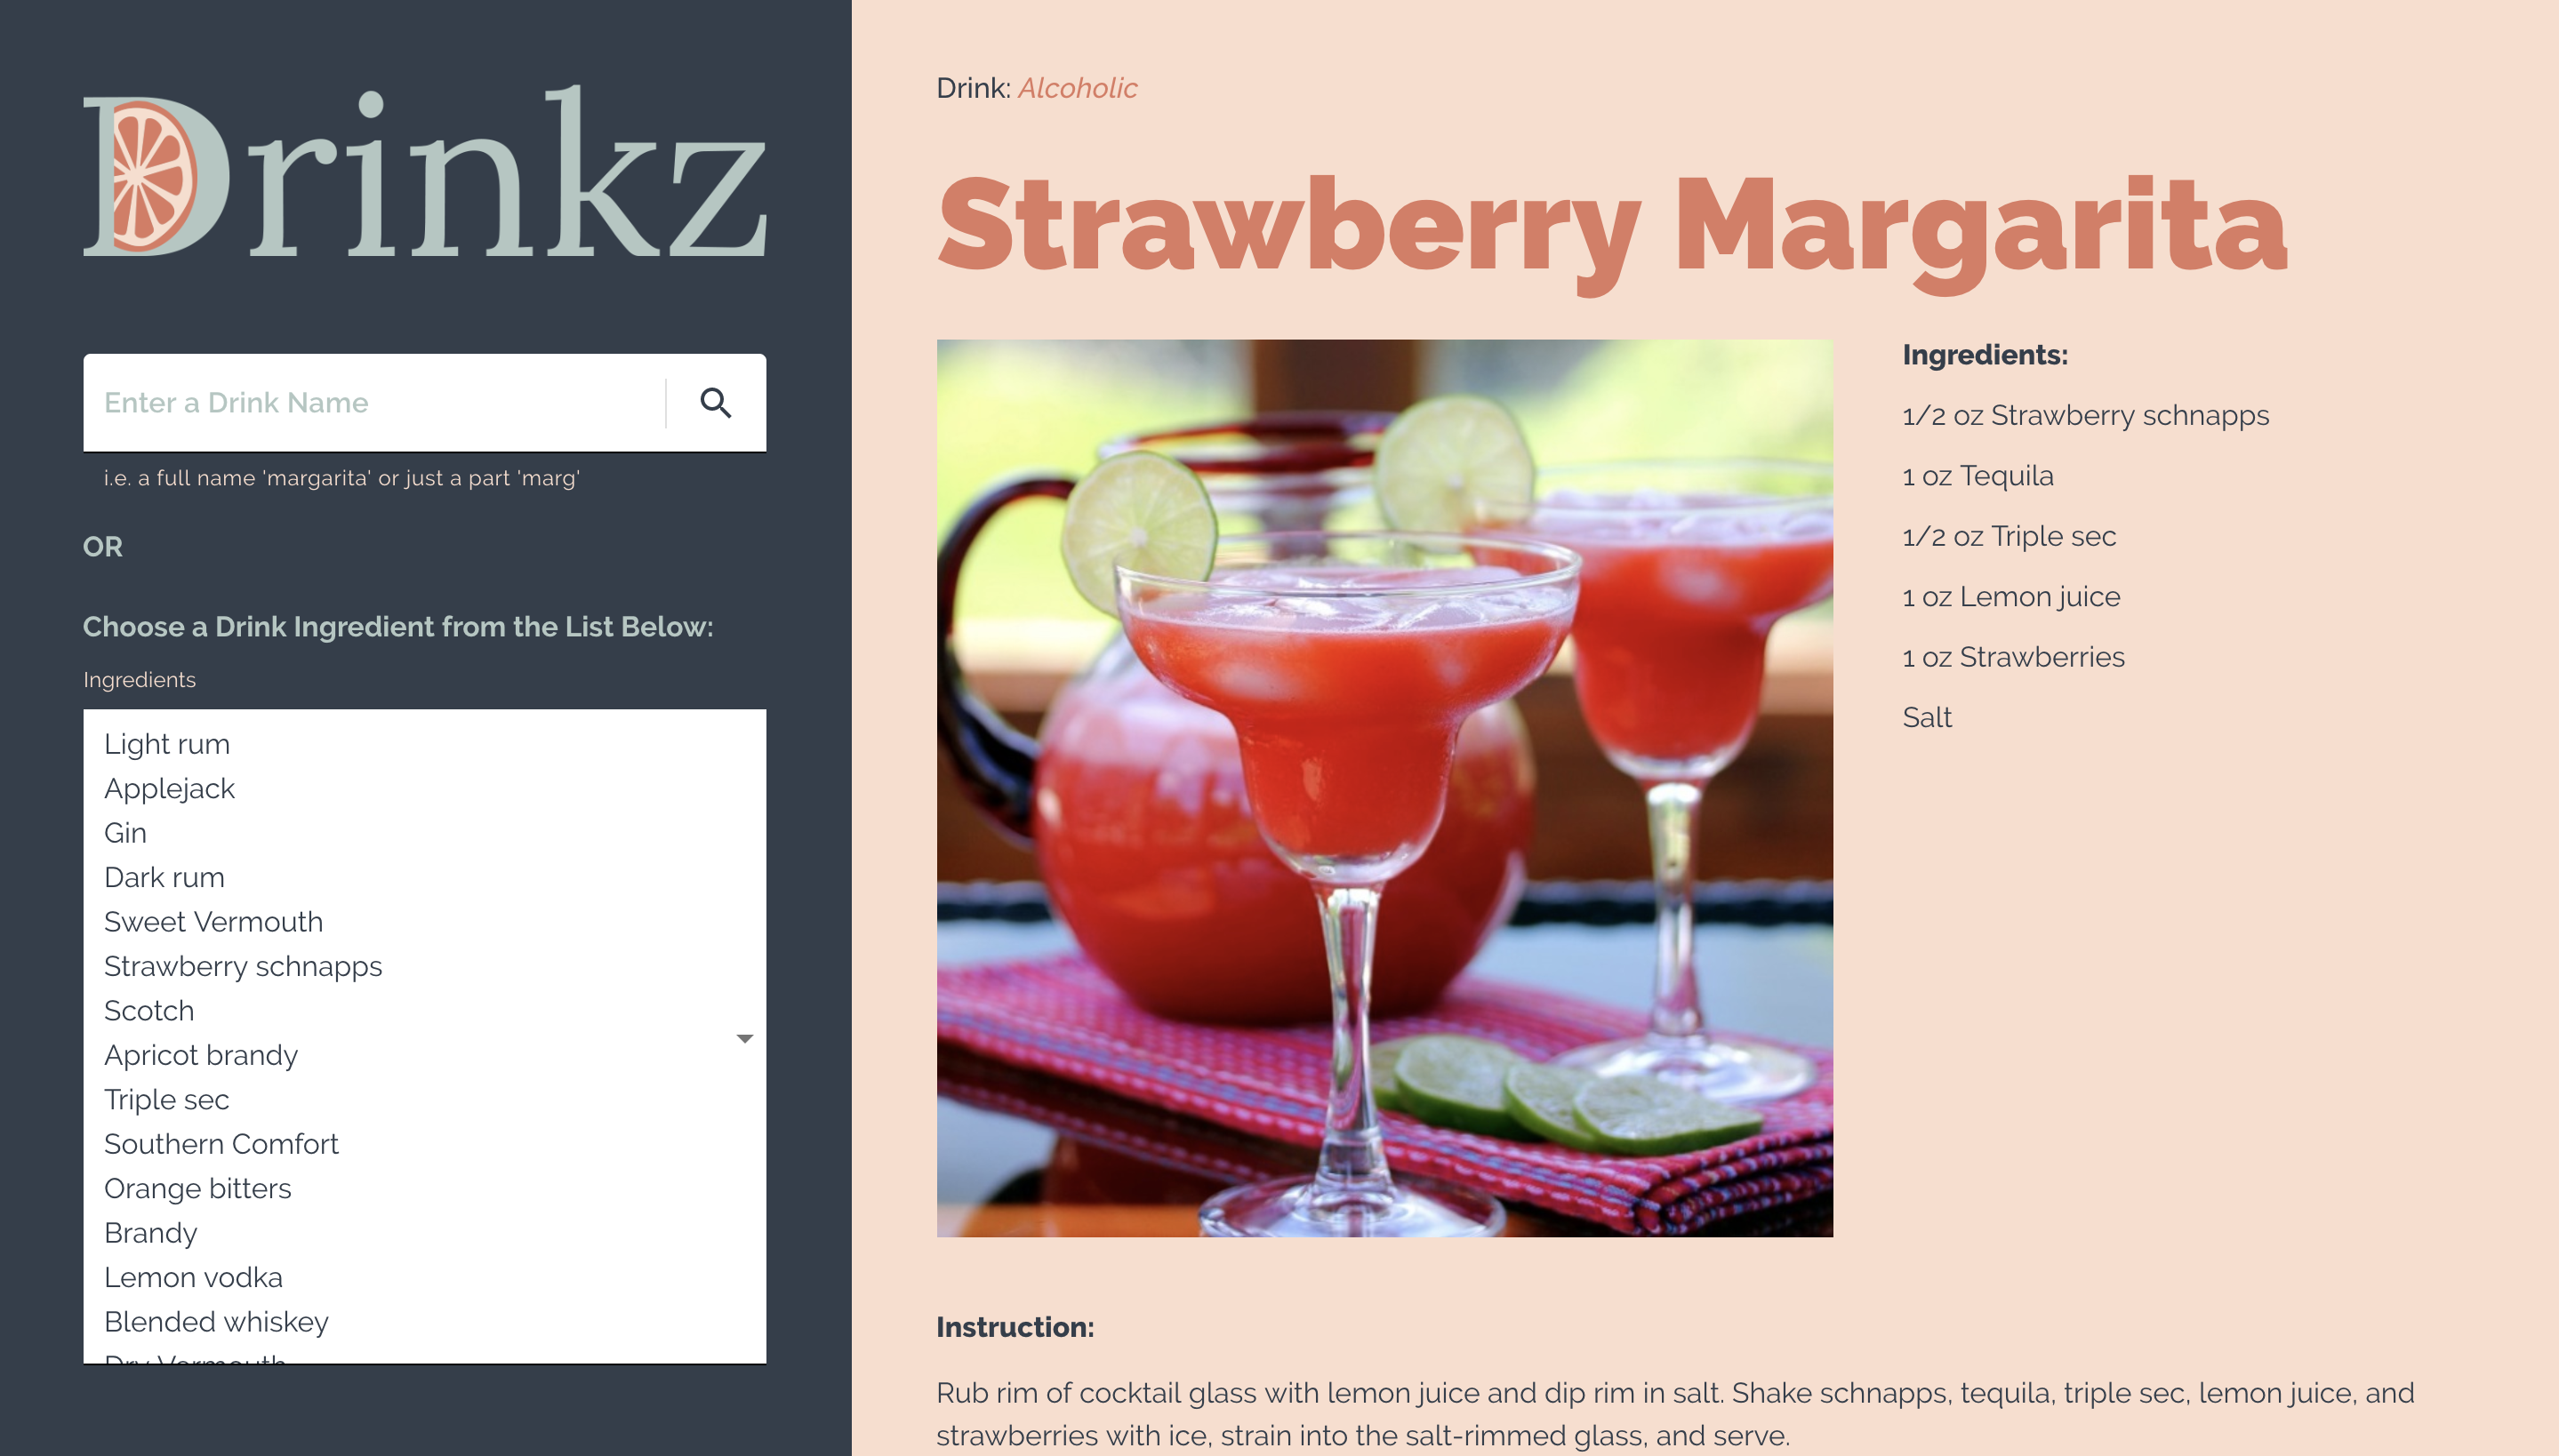 Drinkz
Enter a Drink Name
i.e. a full name 'margarita' or just a part 'marg'
OR
Choose a Drink Ingredient from the List Below:
Ingredients
Light rum
Applejack
Gin
Dark rum
Sweet Vermouth
Strawberry schnapps
Scotch
Apricot brandy
Triple sec
Southern Comfort
Orange bitters
Brandy
Lemon vodka
Blended whiskey
Dry Vermouth
Drink: Alcoholic
Strawberry Margarita
Ingredients:
1/2 oz Strawberry schnapps
1 oz Tequila
1/2 oz Triple sec
1 oz Lemon juice
1 oz Strawberries
Salt
Instruction:
Rub rim of cocktail glass with lemon juice and dip rim in salt. Shake schnapps, tequila, triple sec, lemon juice, and
strawberries with ice, strain into the salt-rimmed glass, and serve.